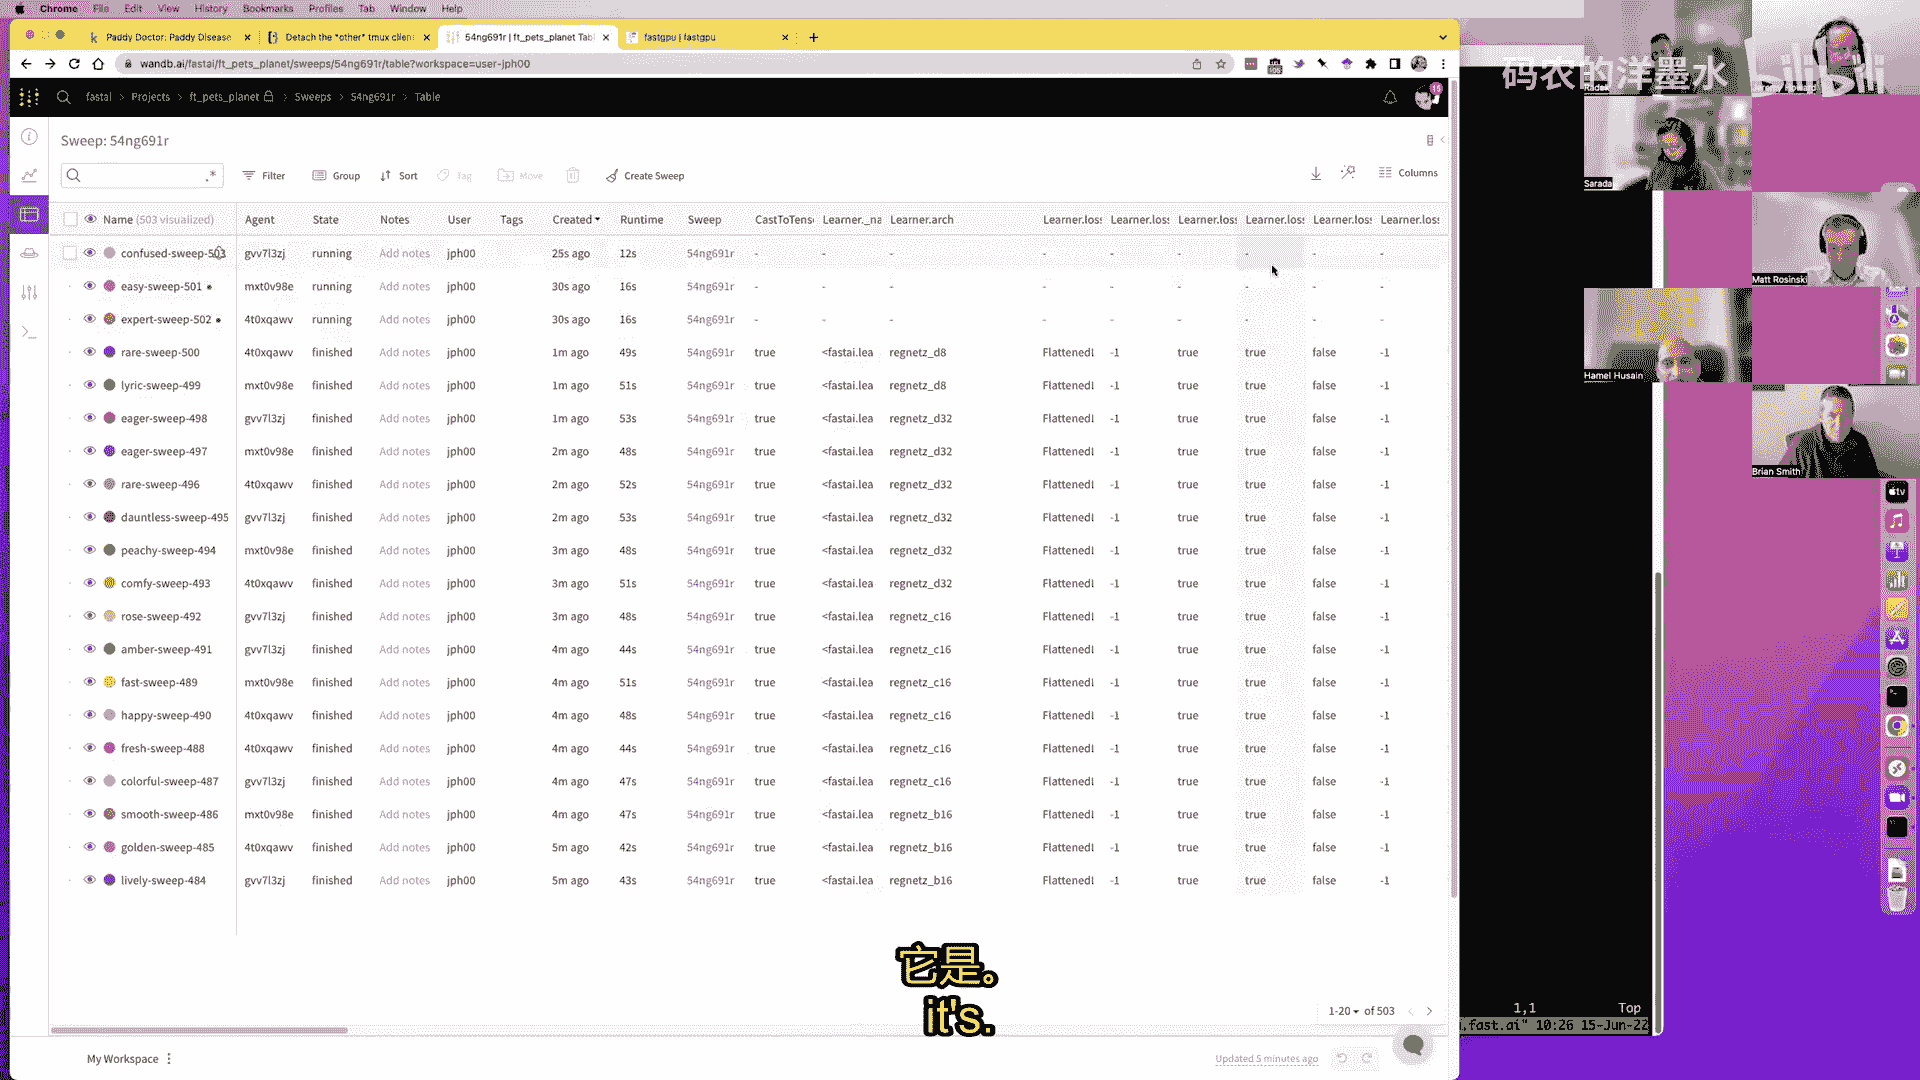 Chrome File Edit View History Bookmarks Profiles Tab Window Help
Paddy Doctor: Paddy Disease
Detach the *other* tmux clien
54ng691r | ft_pets_planet Tabl
fastgpu | fastgpu
wandb.ai/fastai/ft_pets_planet/sweeps/54ng691r/table?workspace=user-jph00
fastai > Projects > ft_pets_planet > Sweeps > 54ng691r > Table
15
Sweep: 54ng691r
.* Filter Group Sort Tag Move Create Sweep Columns
Name (503 visualized) Agent State Notes User Tags Created Runtime Sweep CastToTens Learner._na Learner.arch Learner.los Learner.loss Learner.loss Learner.loss Learner.loss Learner.loss
confused-sweep-503 gvv7l3zj running Add notes jph00 25s ago 12s 54ng691r - - - - - - - - -
easy-sweep-501 mxt0v98e running Add notes jph00 30s ago 16s 54ng691r - - - - - - - - -
expert-sweep-502 4t0xqawv running Add notes jph00 30s ago 16s 54ng691r - - - - - - - - -
rare-sweep-500 4t0xqawv finished Add notes jph00 1m ago 49s 54ng691r true <fastai.lea regnetz_d8 FlattenedL -1 true true false -1
lyric-sweep-499 mxt0v98e finished Add notes jph00 1m ago 51s 54ng691r true <fastai.lea regnetz_d8 FlattenedL -1 true true false -1
eager-sweep-498 gvv7l3zj finished Add notes jph00 1m ago 53s 54ng691r true <fastai.lea regnetz_d32 FlattenedL -1 true true false -1
eager-sweep-497 mxt0v98e finished Add notes jph00 2m ago 48s 54ng691r true <fastai.lea regnetz_d32 FlattenedL -1 true true false -1
rare-sweep-496 4t0xqawv finished Add notes jph00 2m ago 52s 54ng691r true <fastai.lea regnetz_d32 FlattenedL -1 true true false -1
dauntless-sweep-495 gvv7l3zj finished Add notes jph00 2m ago 53s 54ng691r true <fastai.lea regnetz_d32 FlattenedL -1 true true false -1
peachy-sweep-494 mxt0v98e finished Add notes jph00 3m ago 48s 54ng691r true <fastai.lea regnetz_d32 FlattenedL -1 true true false -1
comfy-sweep-493 4t0xqawv finished Add notes jph00 3m ago 51s 54ng691r true <fastai.lea regnetz_d32 FlattenedL -1 true true false -1
rose-sweep-492 gvv7l3zj finished Add notes jph00 3m ago 48s 54ng691r true <fastai.lea regnetz_c16 FlattenedL -1 true true false -1
amber-sweep-491 gvv7l3zj finished Add notes jph00 4m ago 44s 54ng691r true <fastai.lea regnetz_c16 FlattenedL -1 true true false -1
fast-sweep-489 mxt0v98e finished Add notes jph00 4m ago 51s 54ng691r true <fastai.lea regnetz_c16 FlattenedL -1 true true false -1
happy-sweep-490 4t0xqawv finished Add notes jph00 4m ago 48s 54ng691r true <fastai.lea regnetz_c16 FlattenedL -1 true true false -1
fresh-sweep-488 4t0xqawv finished Add notes jph00 4m ago 44s 54ng691r true <fastai.lea regnetz_c16 FlattenedL -1 true true false -1
colorful-sweep-487 gvv7l3zj finished Add notes jph00 4m ago 47s 54ng691r true <fastai.lea regnetz_c16 FlattenedL -1 true true false -1
smooth-sweep-486 mxt0v98e finished Add notes jph00 4m ago 47s 54ng691r true <fastai.lea regnetz_b16 FlattenedL -1 true true false -1
golden-sweep-485 4t0xqawv finished Add notes jph00 5m ago 42s 54ng691r true <fastai.lea regnetz_b16 FlattenedL -1 true true false -1
lively-sweep-484 gvv7l3zj finished Add notes jph00 5m ago 43s 54ng691r true <fastai.lea regnetz_b16 FlattenedL -1 true true false -1
1-20 of 503
My Workspace
Updated 5 minutes ago
它是。
it's.
码农的洋墨水 bilibili
Radek
Jeremy Howard
Sarada
Matt Rosinski
Hamel Husain
Brian Smith
tv
1,1 Top
.fast.ai" 10:26 15-Jun-22